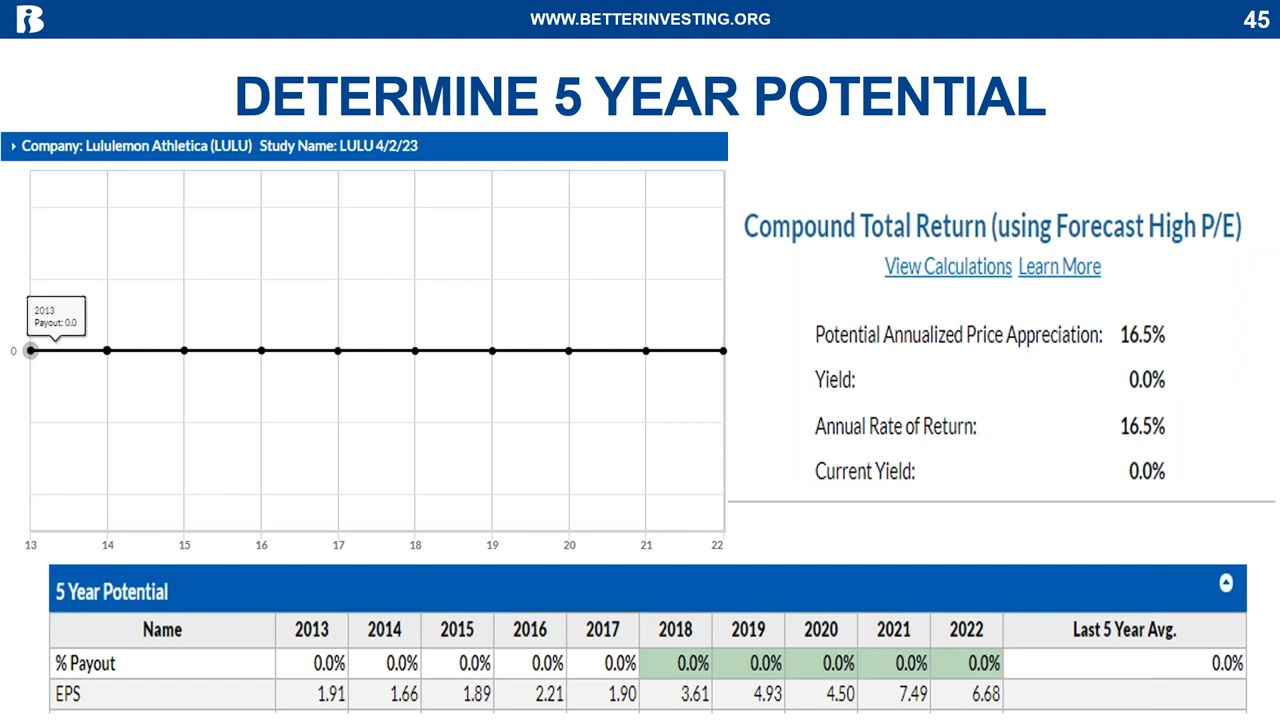 WWW.BETTERINVESTING.ORG
45
DETERMINE 5 YEAR POTENTIAL
Company: Lululemon Athletica (LULU) Study Name: LULU 4/2/23
2013
Payout: 0.0
0
13 14 15 16 17 18 19 20 21 22
Compound Total Return (using Forecast High P/E)
View Calculations Learn More
Potential Annualized Price Appreciation: 16.5%
Yield: 0.0%
Annual Rate of Return: 16.5%
Current Yield: 0.0%
5 Year Potential
Name 2013 2014 2015 2016 2017 2018 2019 2020 2021 2022 Last 5 Year Avg.
% Payout 0.0% 0.0% 0.0% 0.0% 0.0% 0.0% 0.0% 0.0% 0.0% 0.0% 0.0%
EPS 1.91 1.66 1.89 2.21 1.90 3.61 4.93 4.50 7.49 6.68